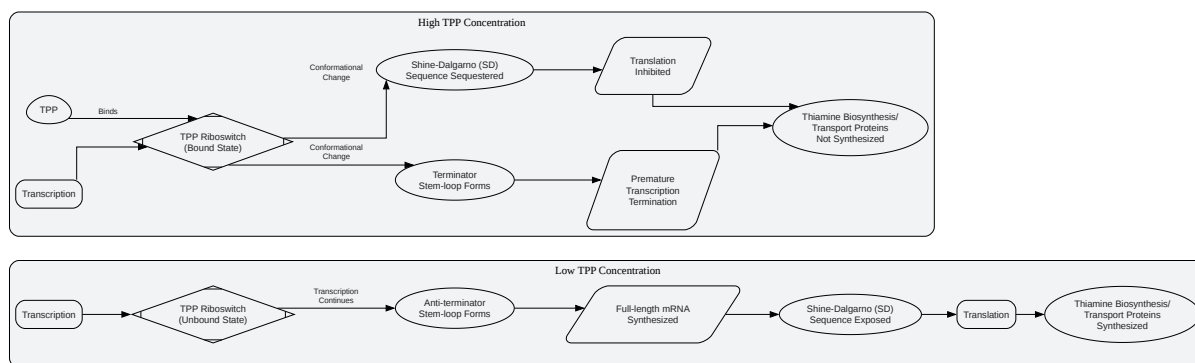 High TPP Concentration
TPP
Binds
Transcription
TPP Riboswitch
(Bound State)
Conformational
Change
Shine-Dalgarno (SD)
Sequence Sequestered
Translation
Inhibited
Conformational
Change
Terminator
Stem-loop Forms
Premature
Transcription
Termination
Thiamine Biosynthesis/
Transport Proteins
Not Synthesized
Low TPP Concentration
Transcription
TPP Riboswitch
(Unbound State)
Transcription
Continues
Anti-terminator
Stem-loop Forms
Full-length mRNA
Synthesized
Shine-Dalgarno (SD)
Sequence Exposed
Translation
Thiamine Biosynthesis/
Transport Proteins
Synthesized